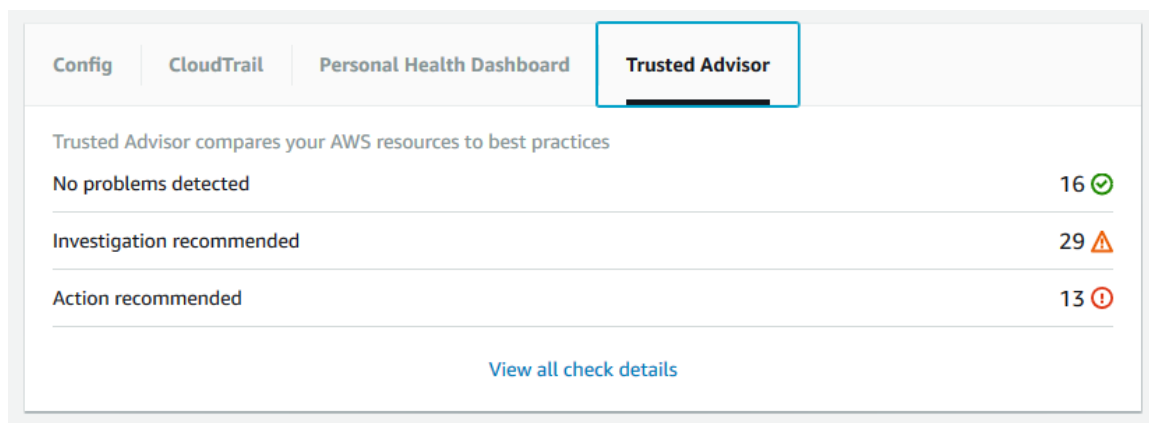 Config CloudTrail Personal Health Dashboard Trusted Advisor
Trusted Advisor compares your AWS resources to best practices
No problems detected 16
Investigation recommended 29
Action recommended 13
View all check details